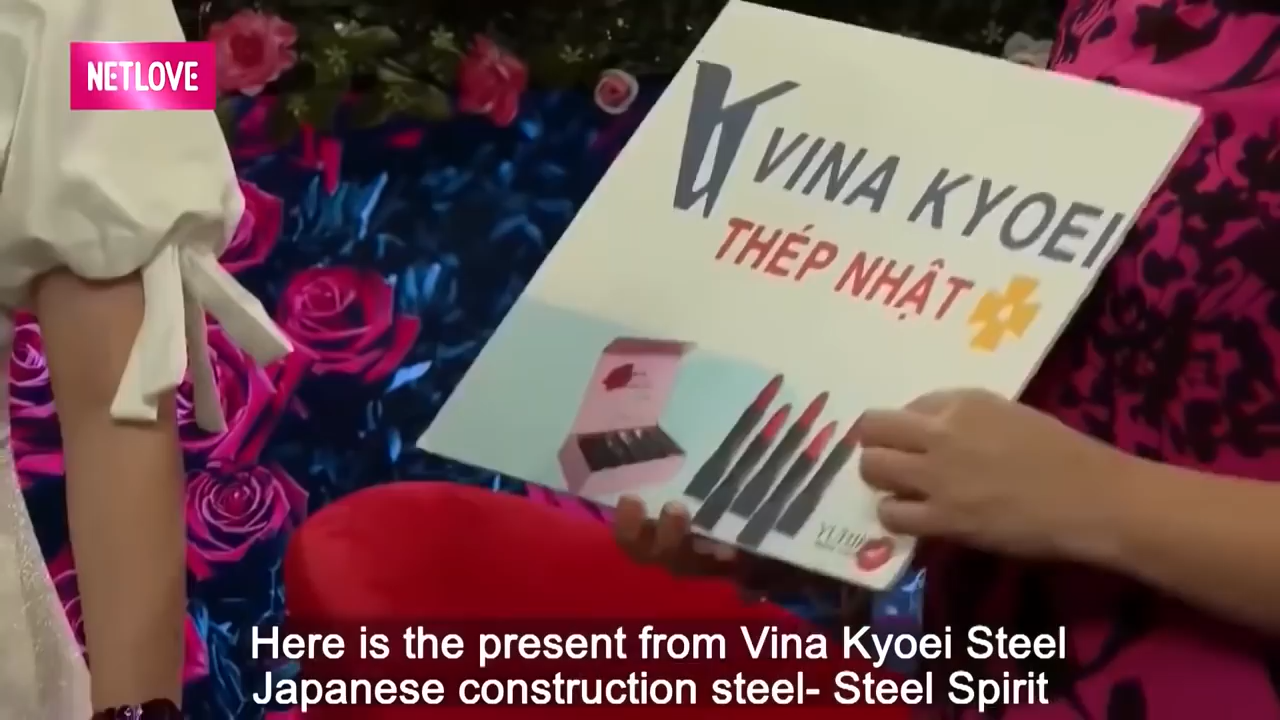 NETLOVE
VINA KYOEI
THÉP NHẬT
Here is the present from Vina Kyoei Steel
Japanese construction steel- Steel Spirit